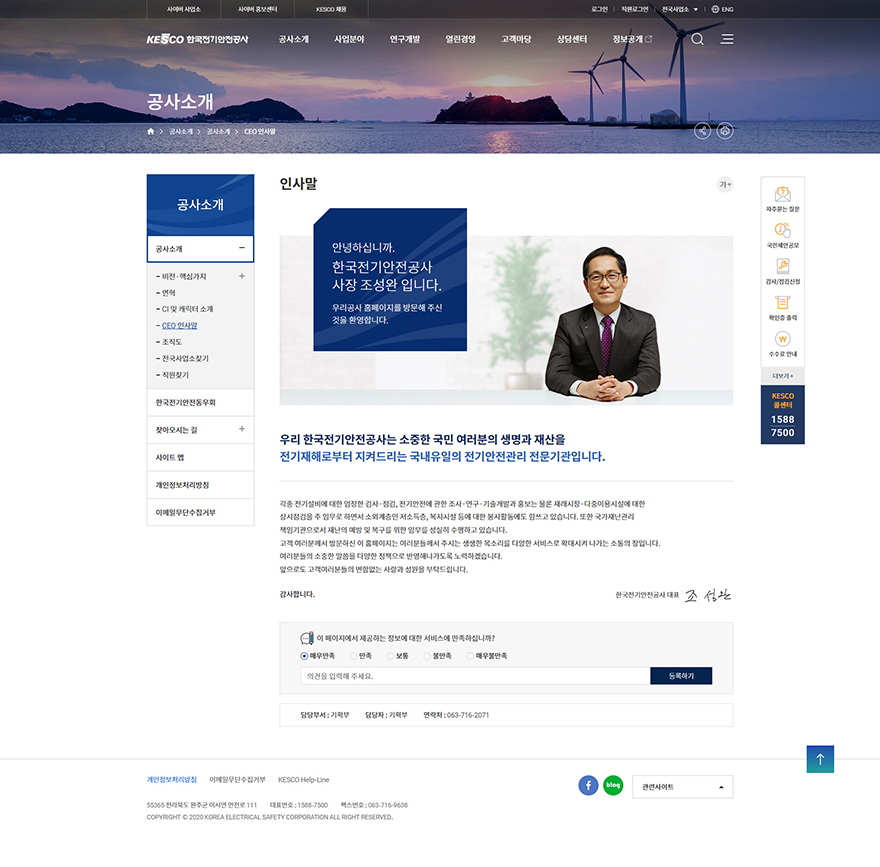 사이버 사업소
사이버 홍보센터
KESCO 채용
로그인
직원로그인
전국사업소
ENG
KESCO 한국전기안전공사
공사소개
사업분야
연구개발
열린경영
고객마당
상담센터
정보공개
공사소개
공사소개
공사소개
CEO 인사말
공사소개
공사소개
- 비전·핵심가치
- 연혁
- CI 및 캐릭터 소개
- CEO 인사말
- 조직도
- 전국사업소찾기
- 직원찾기
한국전기안전동우회
찾아오시는 길
사이트 맵
개인정보처리방침
이메일무단수집거부
인사말
가+
안녕하십니까.
한국전기안전공사
사장 조성완 입니다.
우리공사 홈페이지를 방문해 주신
것을 환영합니다.
우리 한국전기안전공사는 소중한 국민 여러분의 생명과 재산을
전기재해로부터 지켜드리는 국내유일의 전기안전관리 전문기관입니다.
각종 전기설비에 대한 엄정한 검사·점검, 전기안전에 관한 조사·연구·기술개발과 홍보는 물론 재래시장·다중이용시설에 대한
상시점검을 주 임무로 하면서 소외계층인 저소득층, 복지시설 등에 대한 봉사활동에도 힘쓰고 있습니다. 또한 국가재난관리
책임기관으로서 재난의 예방 및 복구를 위한 임무를 성실히 수행하고 있습니다.
고객 여러분께서 방문하신 이 홈페이지는 여러분들께서 주시는 생생한 목소리를 다양한 서비스로 확대시켜 나가는 소통의 장입니다.
여러분들의 소중한 말씀을 다양한 정책으로 반영해나가도록 노력하겠습니다.
앞으로도 고객여러분들의 변함없는 사랑과 성원을 부탁드립니다.
감사합니다.
한국전기안전공사 대표 조성완
이 페이지에서 제공하는 정보에 대한 서비스에 만족하십니까?
매우만족
만족
보통
불만족
매우불만족
의견을 입력해 주세요.
등록하기
담당부서 : 기획부
담당자 : 기획부
연락처 : 063-716-2071
자주묻는 질문
국민제안공모
검사/점검신청
확인증 출력
수수료 안내
더보기 +
KESCO
콜센터
1588
7500
개인정보처리방침
이메일무단수집거부
KESCO Help-Line
55365 전라북도 완주군 이서면 안전로 111
대표번호 : 1588-7500
팩스번호 : 063-716-9638
COPYRIGHT © 2020 KOREA ELECTRICAL SAFETY CORPORATION ALL RIGHT RESERVED.
f
blog
관련사이트